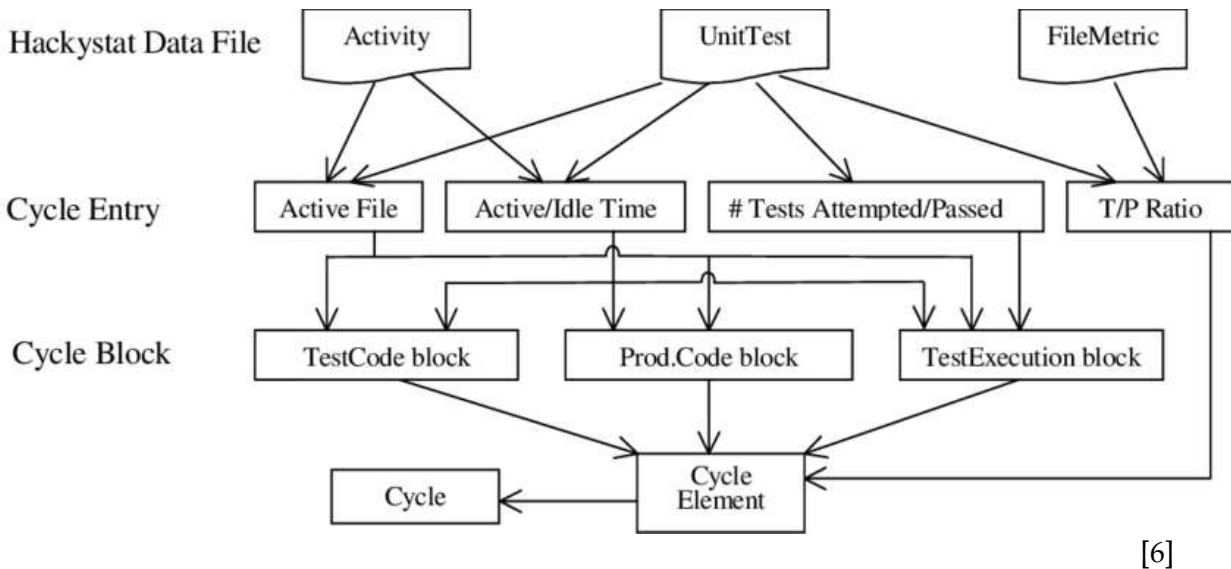 Hackystat Data File
Activity
UnitTest
FileMetric
Cycle Entry
Active File
Active/Idle Time
# Tests Attempted/Passed
T/P Ratio
Cycle Block
TestCode block
Prod.Code block
TestExecution block
Cycle
Cycle
Element
[6]